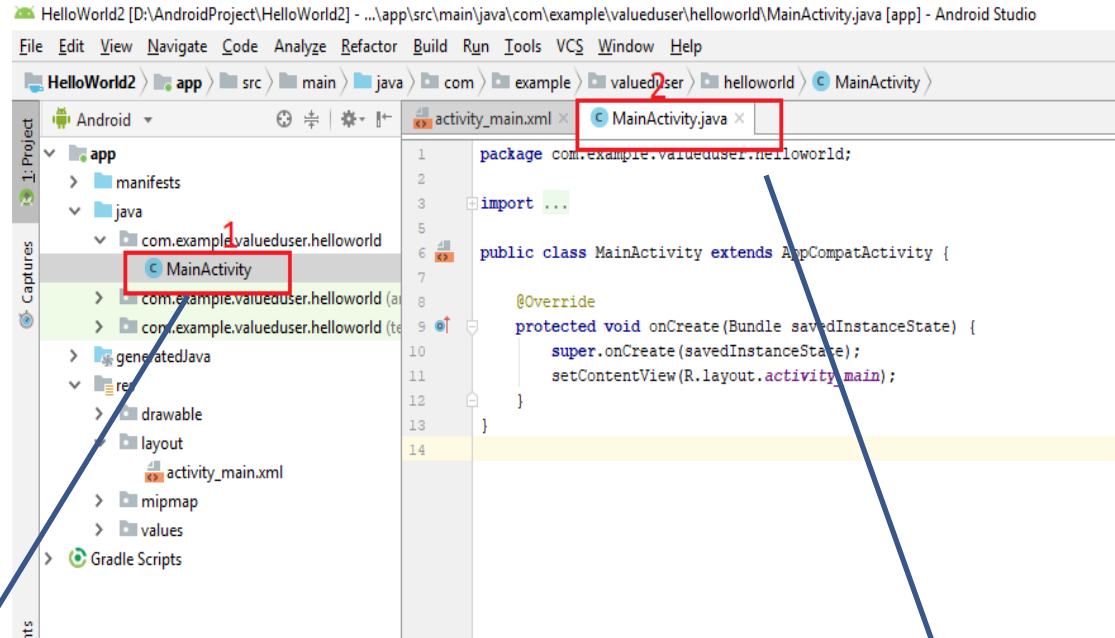 HelloWorld2 [D:\AndroidProject\HelloWorld2] - ...\app\src\main\java\com\example\valueduser\helloworld\MainActivity.java [app] - Android Studio
File Edit View Navigate Code Analyze Refactor Build Run Tools VCS Window Help
HelloWorld2 app src main java com example valueduser helloworld MainActivity
2
1: Project
Captures
Android
app
manifests
java
1
com.example.valueduser.helloworld
MainActivity
com.example.valueduser.helloworld (a
com.example.valueduser.helloworld (te
generatedJava
res
drawable
layout
activity_main.xml
mipmap
values
Gradle Scripts
activity_main.xml MainActivity.java
1 package com.example.valueduser.helloworld;
2
3 import ...
5
6 public class MainActivity extends AppCompatActivity {
7
8 @Override
9 protected void onCreate(Bundle savedInstanceState) {
10 super.onCreate(savedInstanceState);
11 setContentView(R.layout.activity_main);
12 }
13 }
14